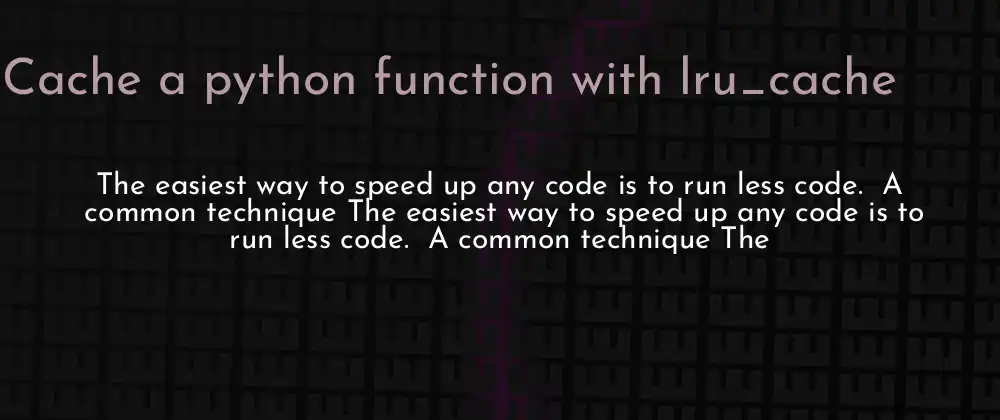 Cache a python function with lru_cache
The easiest way to speed up any code is to run less code.  A
common technique The easiest way to speed up any code is to
run less code.  A common technique The